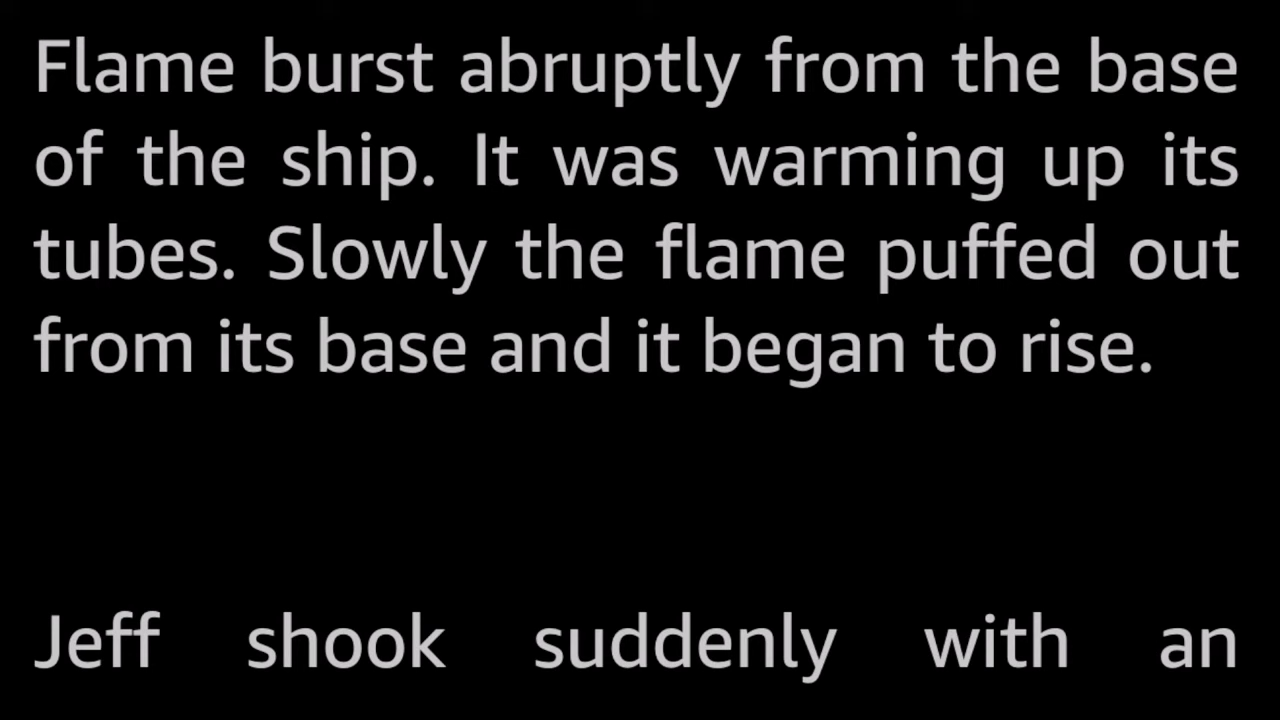 Flame burst abruptly from the base
of the ship. It was warming up its
tubes. Slowly the flame puffed out
from its base and it began to rise.
Jeff shook suddenly with an